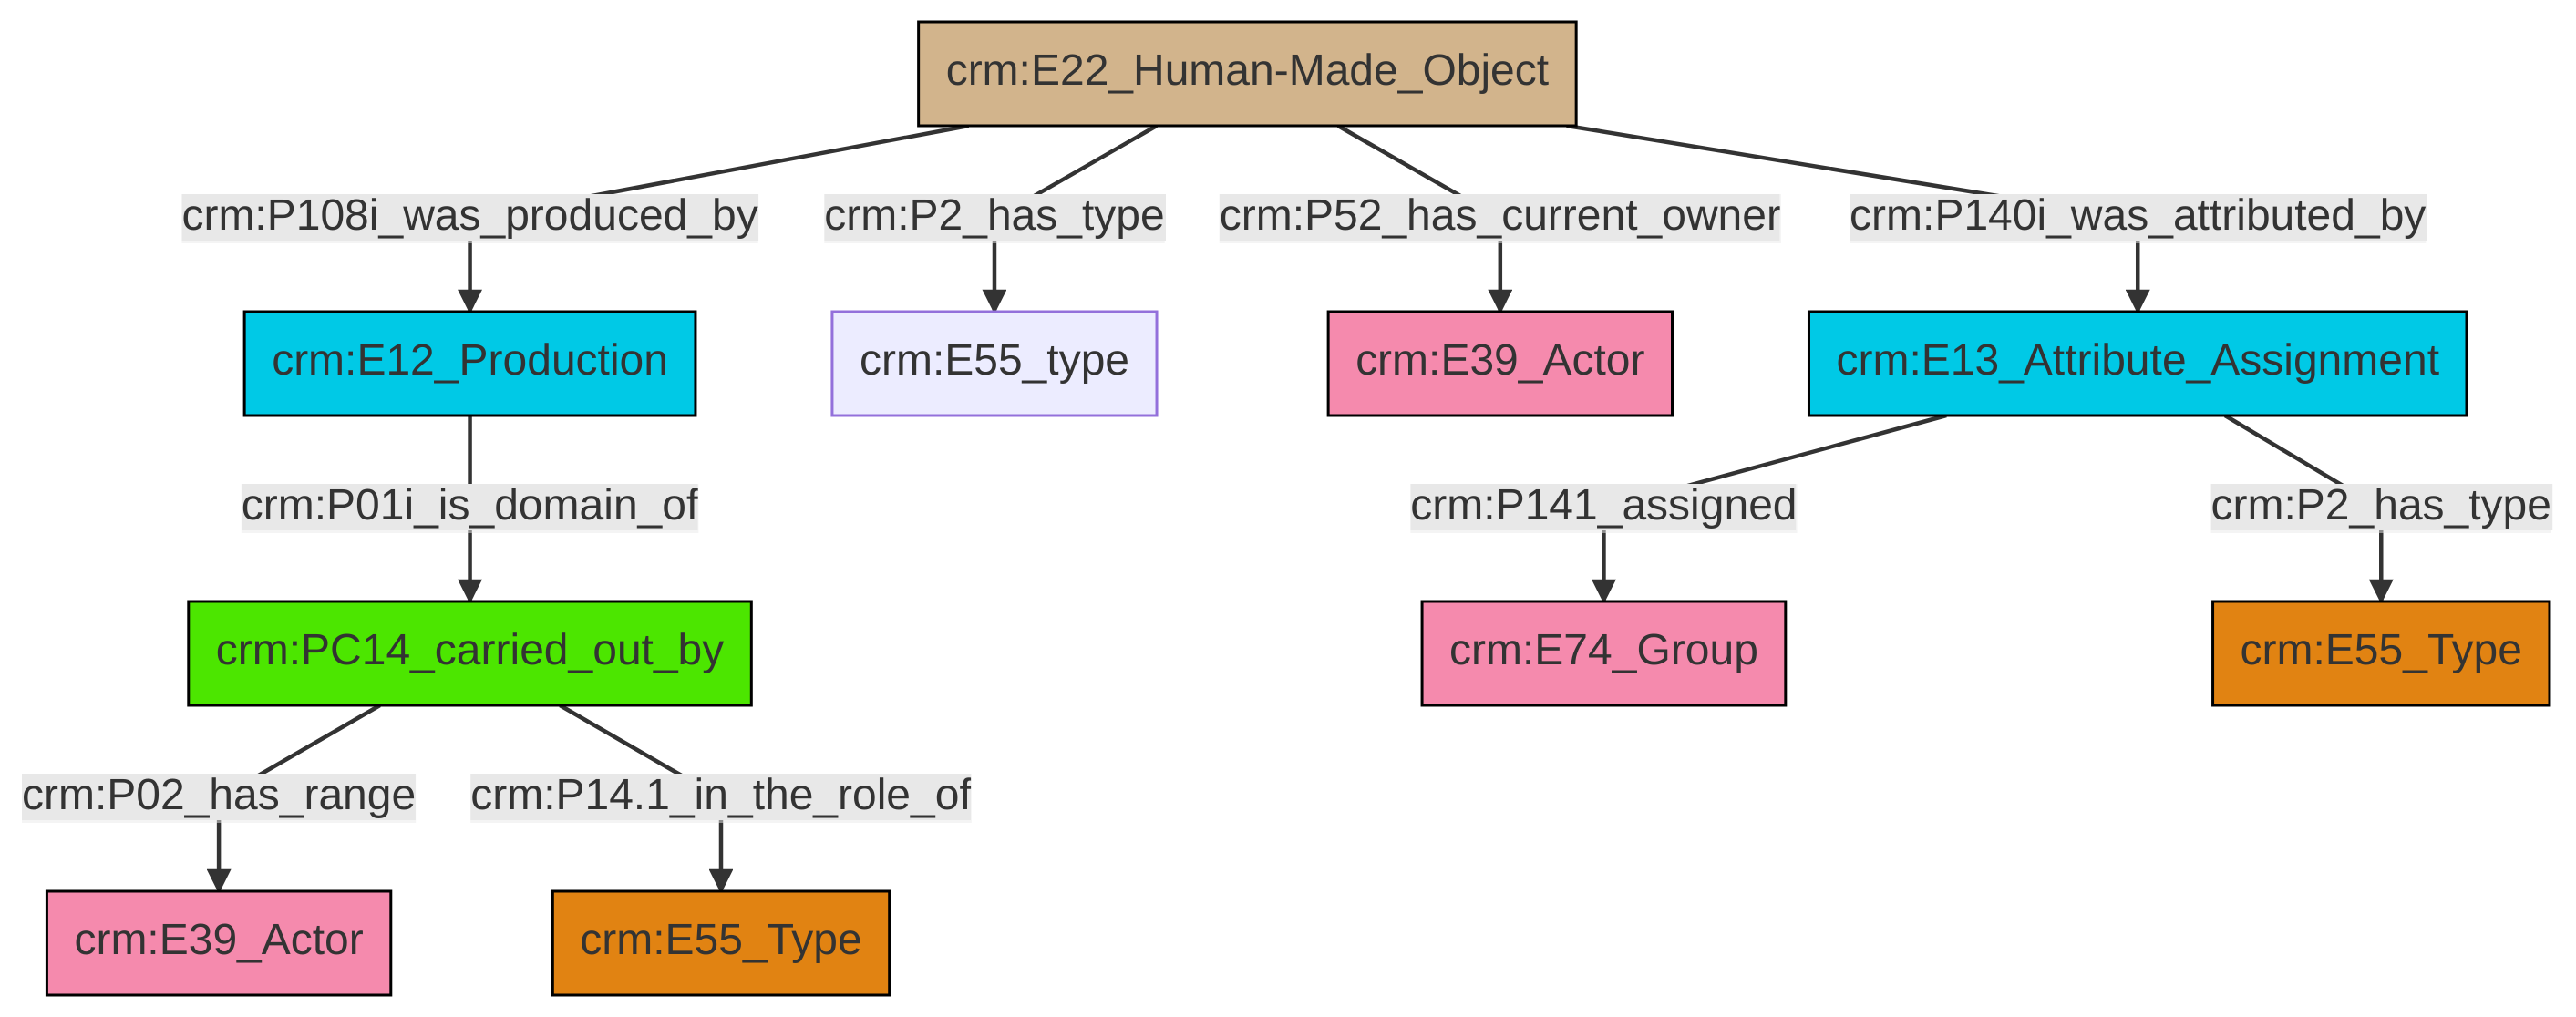 crm:E22_Human-Made_Object
crm:P108i_was_produced_by
crm:P2_has_type
crm:P52_has_current_owner
crm:P140i_was_attributed_by
crm:E12_Production
crm:E55_type
crm:E39_Actor
crm:E13_Attribute_Assignment
crm:P01i_is_domain_of
crm:P141_assigned
crm:P2_has_type
crm:PC14_carried_out_by
crm:E74_Group
crm:E55_Type
crm:P02_has_range
crm:P14.1_in_the_role_of
crm:E39_Actor
crm:E55_Type